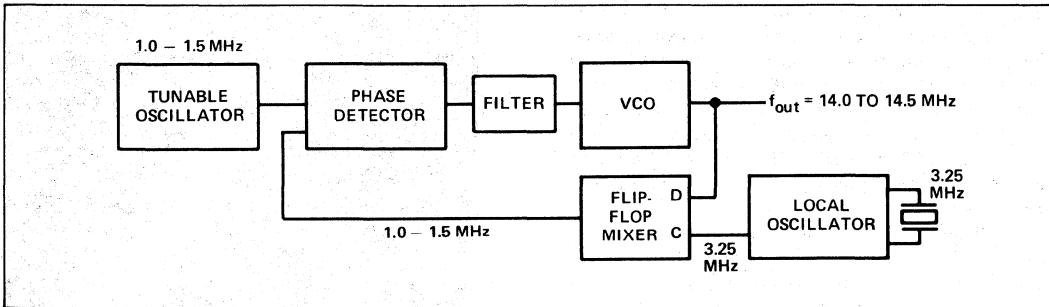 1.0 – 1.5 MHz
TUNABLE
OSCILLATOR
PHASE
DETECTOR
FILTER
VCO
f_out = 14.0 TO 14.5 MHz
FLIP-
FLOP
MIXER
D
C
1.0 – 1.5 MHz
3.25
MHz
LOCAL
OSCILLATOR
3.25
MHz